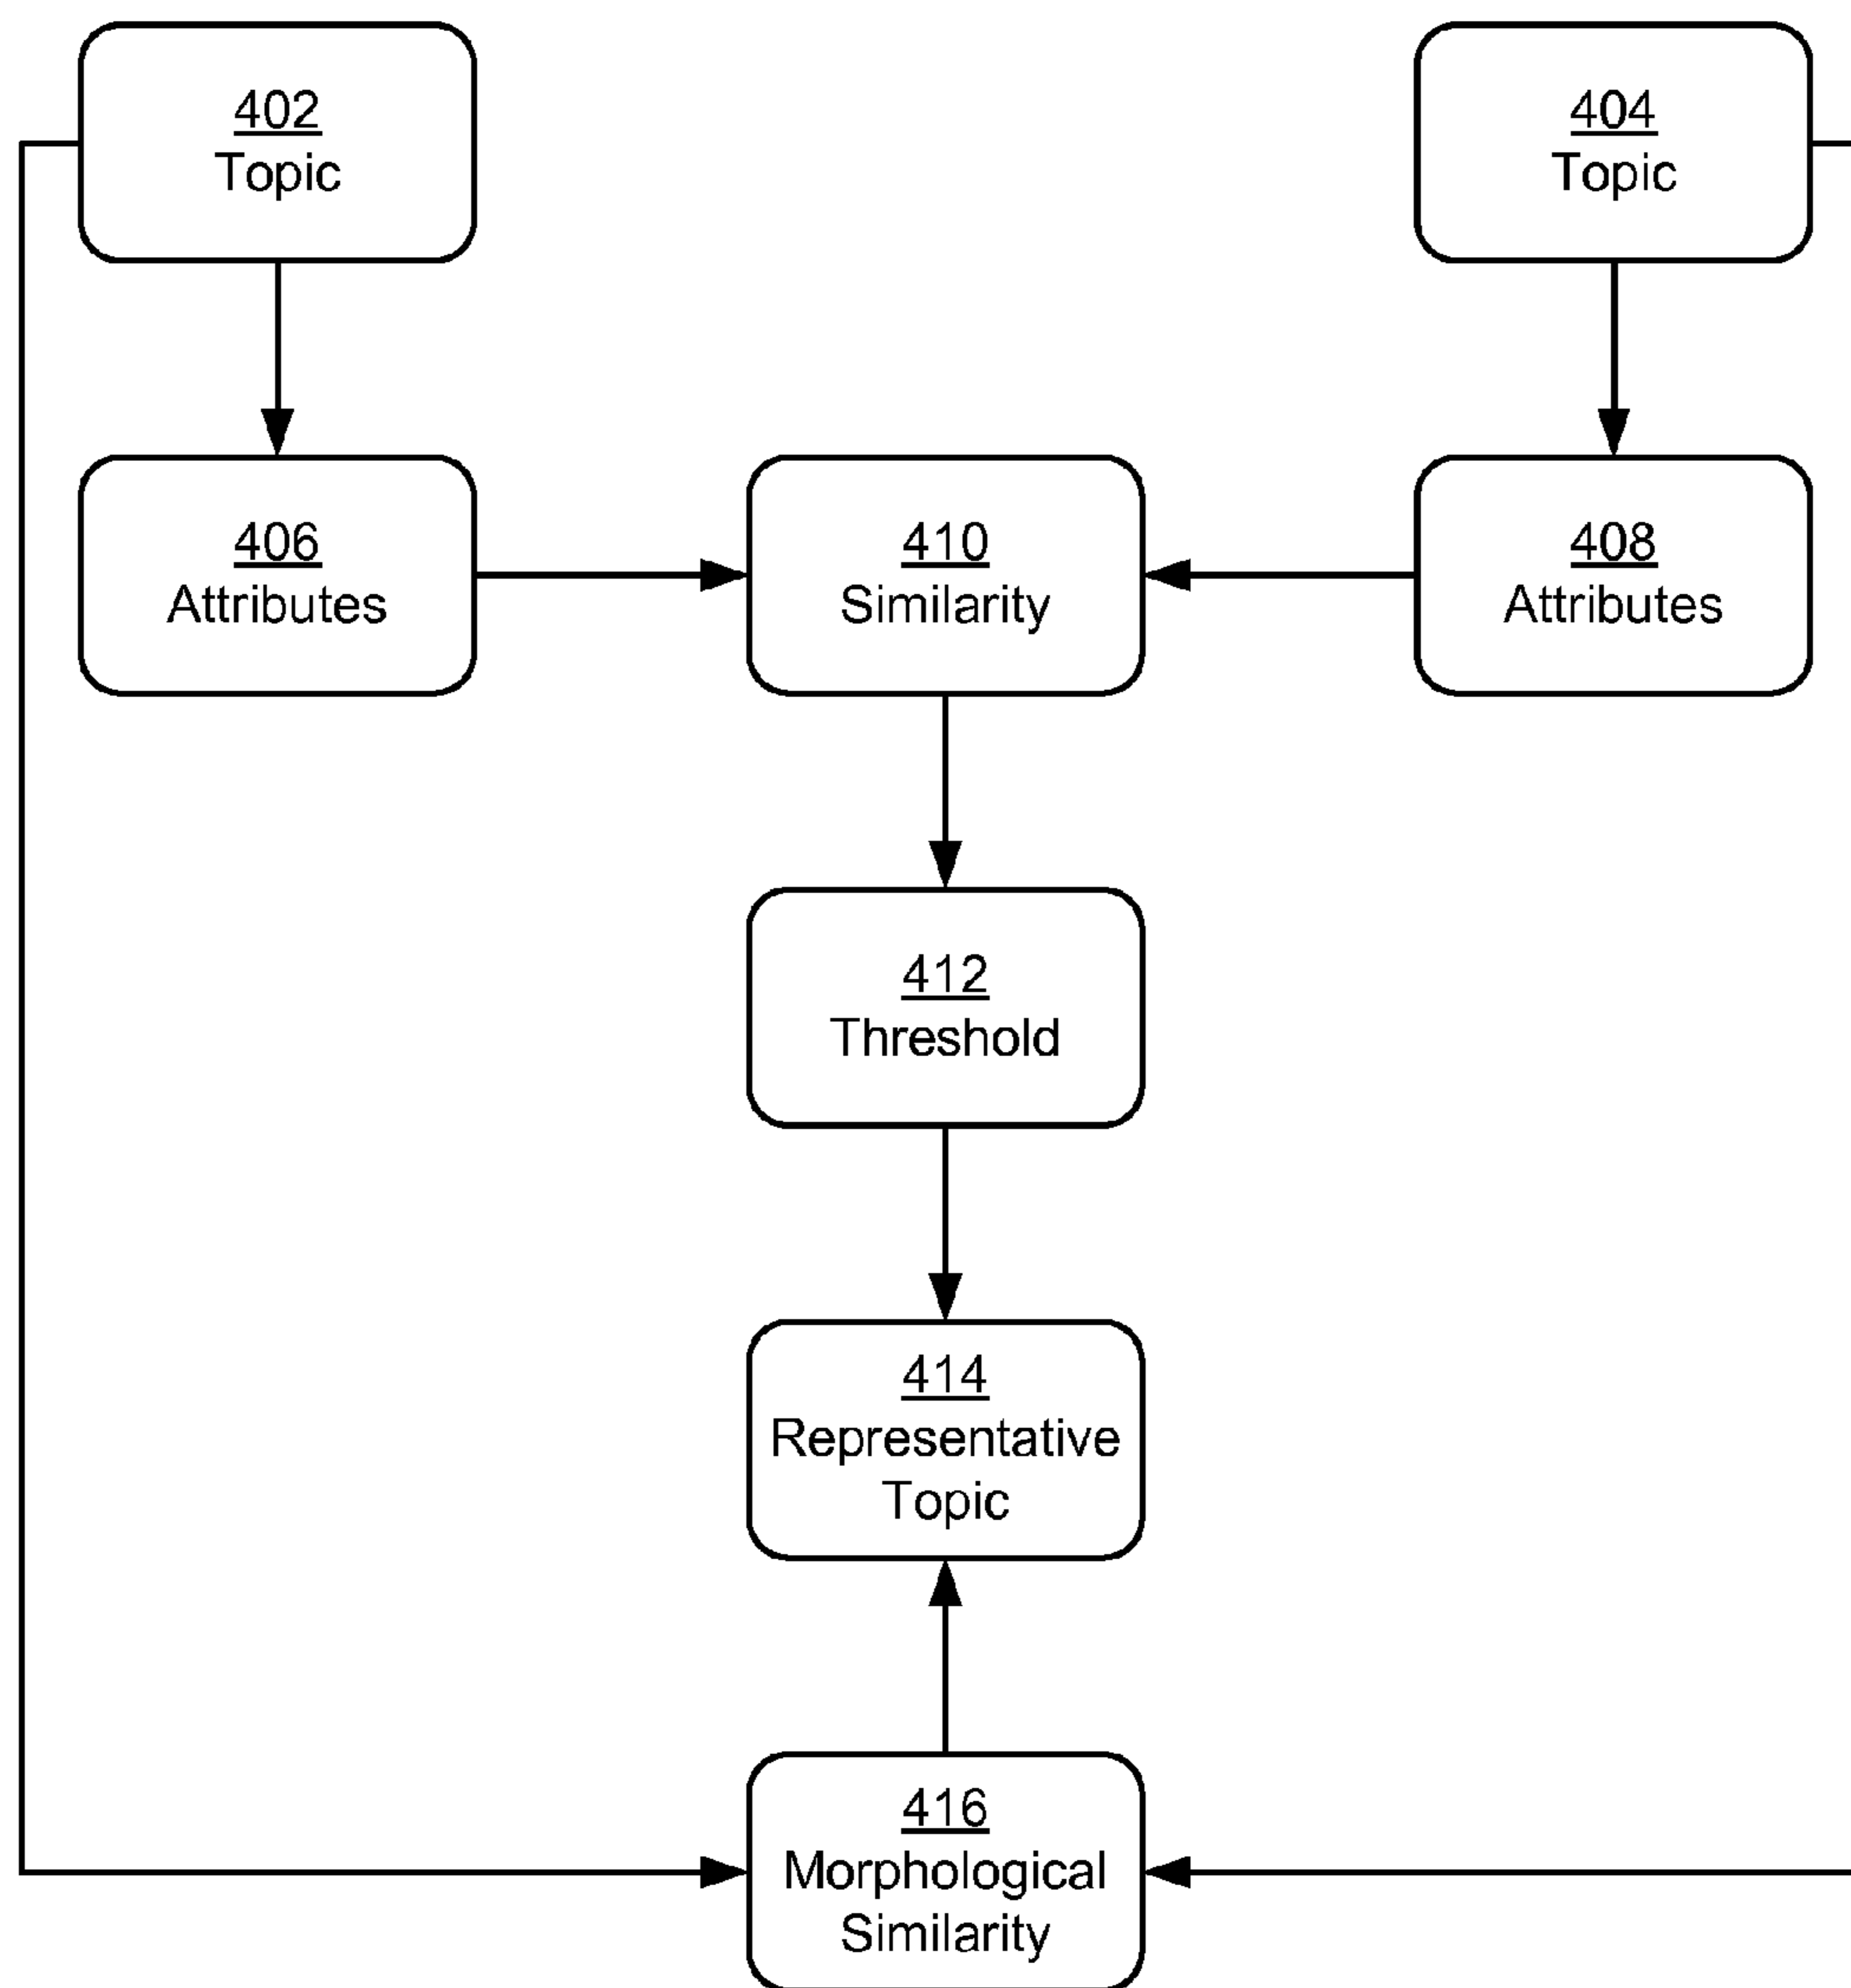 402
Topic
404
Topic
406
Attributes
410
Similarity
408
Attributes
412
Threshold
414
Representative
Topic
416
Morphological
Similarity